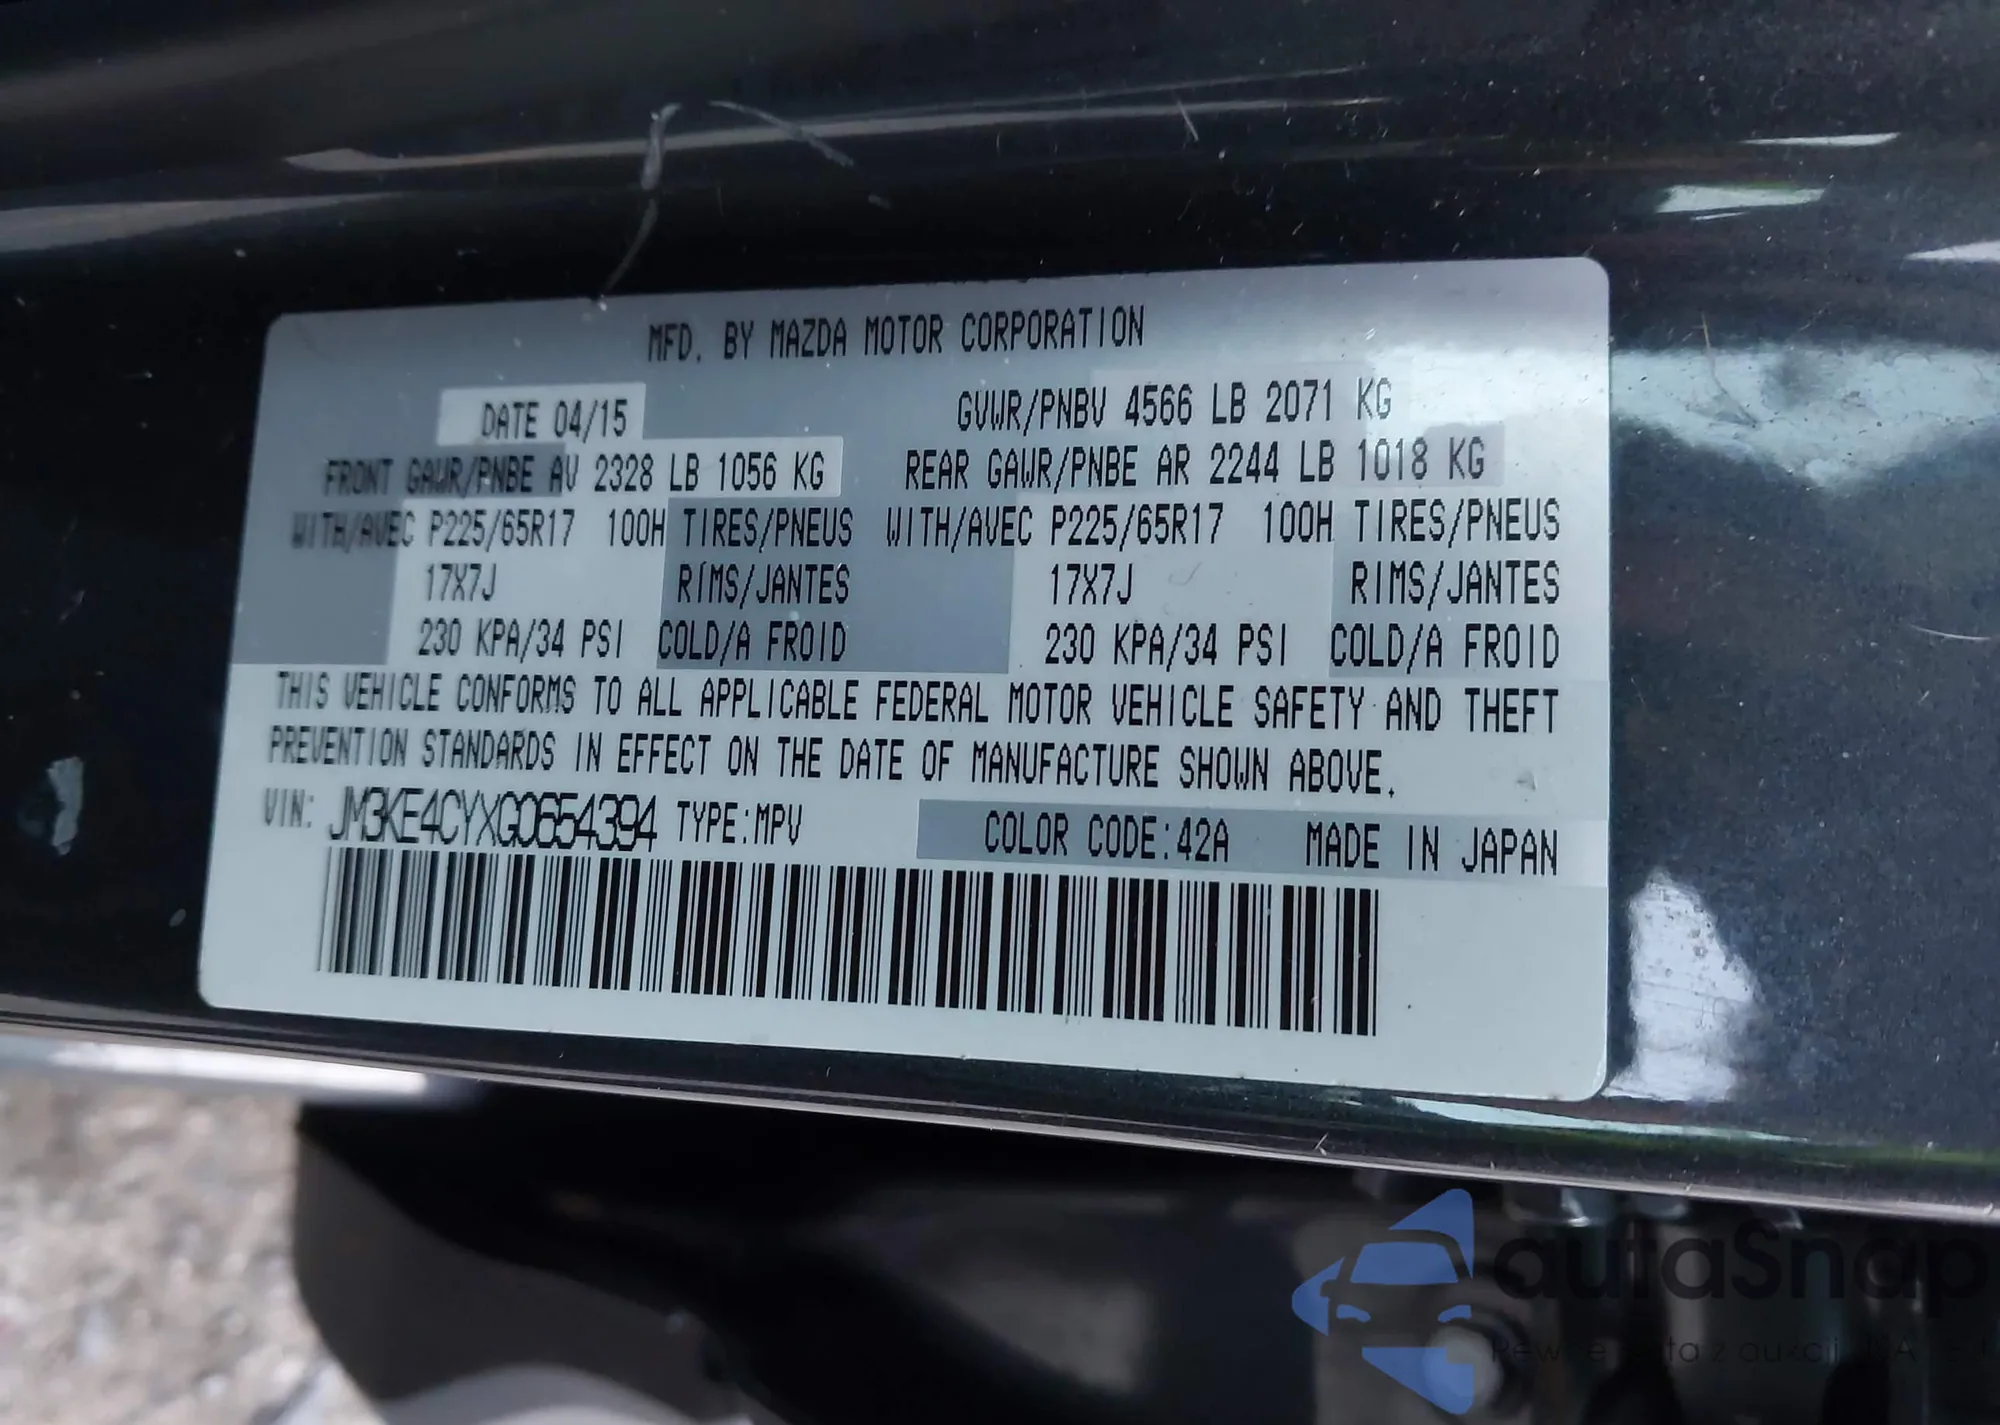 MFD. BY MAZDA MOTOR CORPORATION
DATE 04/15 GVWR/PNBV 4566 LB 2071 KG
FRONT GAWR/PNBE AV 2328 LB 1056 KG REAR GAWR/PNBE AR 2244 LB 1018 KG
WITH/AVEC P225/65R17 100H TIRES/PNEUS WITH/AVEC P225/65R17 100H TIRES/PNEUS
17X7J RIMS/JANTES 17X7J RIMS/JANTES
230 KPA/34 PSI COLD/A FROID 230 KPA/34 PSI COLD/A FROID
THIS VEHICLE CONFORMS TO ALL APPLICABLE FEDERAL MOTOR VEHICLE SAFETY AND THEFT
PREVENTION STANDARDS IN EFFECT ON THE DATE OF MANUFACTURE SHOWN ABOVE.
VIN: JM3KE4CYXG0654394 TYPE:MPV COLOR CODE:42A MADE IN JAPAN
autaSnap
z aukcji